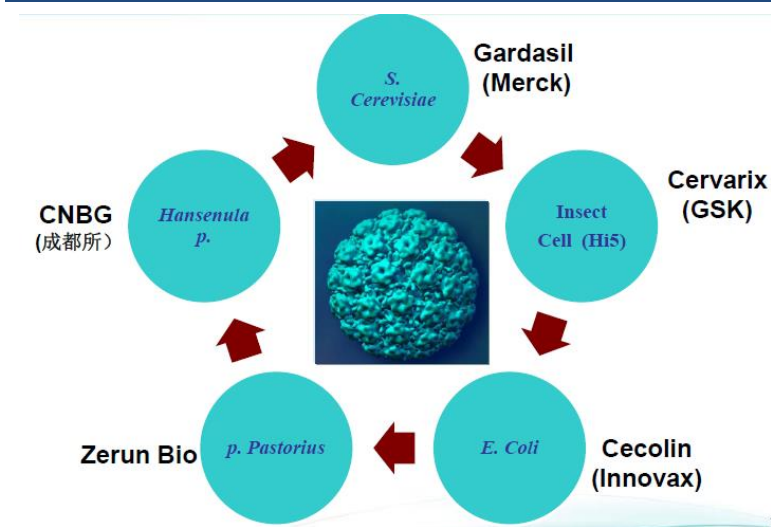 S.
Cerevisiae
Gardasil
(Merck)
Insect
Cell (Hi5)
Cervarix
(GSK)
E. Coli
Cecolin
(Innovax)
p. Pastorius
Zerun Bio
Hansenula
p.
CNBG
(成都所）